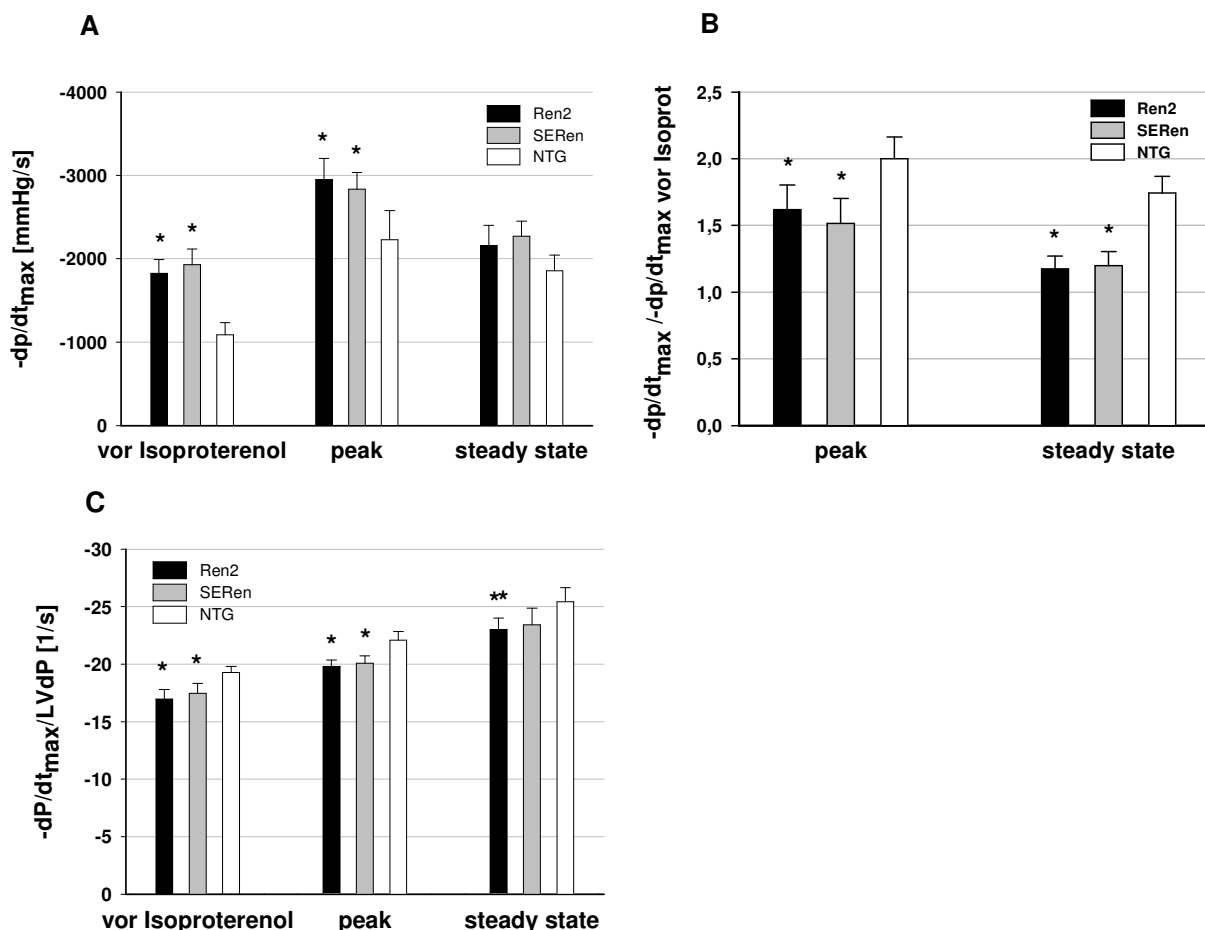 A
-dp/dtmax [mmHg/s]
-4000
-3000
-2000
-1000
0
Ren2
SERen
NTG
* *
* *
vor Isoproterenol peak steady state
B
-dp/dtmax /-dp/dtmax vor Isoprot
2,5
2,0
1,5
1,0
0,5
0,0
Ren2
SERen
NTG
* *
* *
peak steady state
C
-dP/dtmax/LVdP [1/s]
-30
-25
-20
-15
-10
-5
0
Ren2
SERen
NTG
* *
* *
**
vor Isoproterenol peak steady state